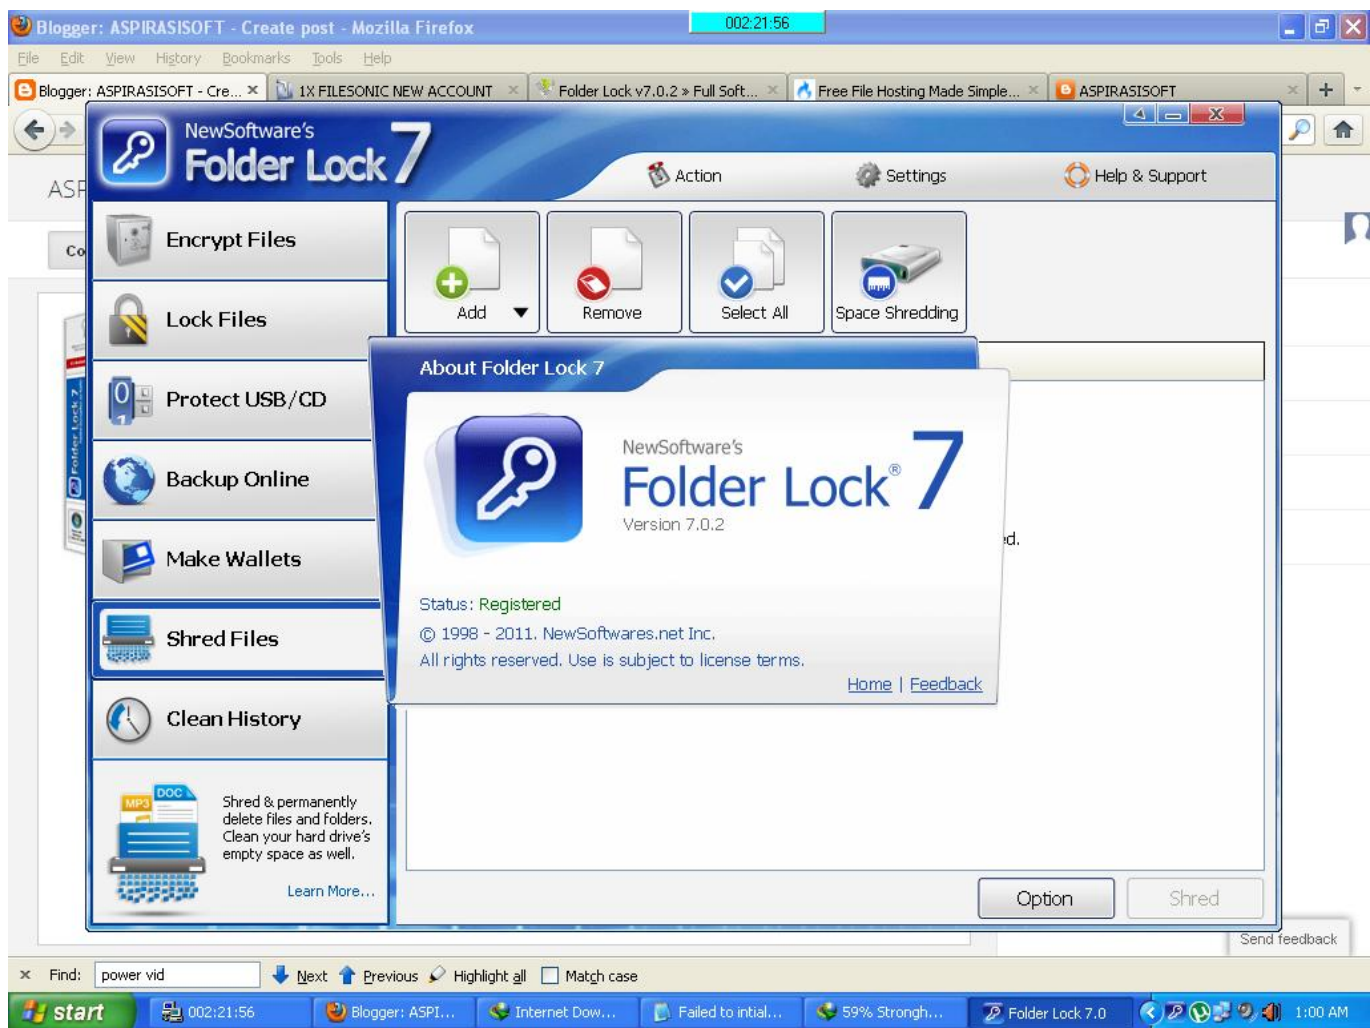 Blogger: ASPIRASISOFT - Create post - Mozilla Firefox
002:21:56
File Edit View History Bookmarks Tools Help
Blogger: ASPIRASISOFT - Cre...
1X FILESONIC NEW ACCOUNT
Folder Lock v7.0.2 » Full Soft...
Free File Hosting Made Simple...
ASPIRASISOFT
NewSoftware's
Folder Lock 7
Action
Settings
Help & Support
Encrypt Files
Lock Files
Protect USB/CD
Backup Online
Make Wallets
Shred Files
Clean History
MP3
DOC
Shred & permanently
delete files and folders.
Clean your hard drive's
empty space as well.
Learn More...
Add
Remove
Select All
Space Shredding
About Folder Lock 7
NewSoftware's
Folder Lock® 7
Version 7.0.2
Status: Registered
© 1998 - 2011. NewSoftwares.net Inc.
All rights reserved. Use is subject to license terms.
Home | Feedback
Option
Shred
Folder Lock 7
Send feedback
Find: power vid
Next
Previous
Highlight all
Match case
start
002:21:56
Blogger: ASPI...
Internet Dow...
Failed to intial...
59% Strongh...
Folder Lock 7.0
1:00 AM